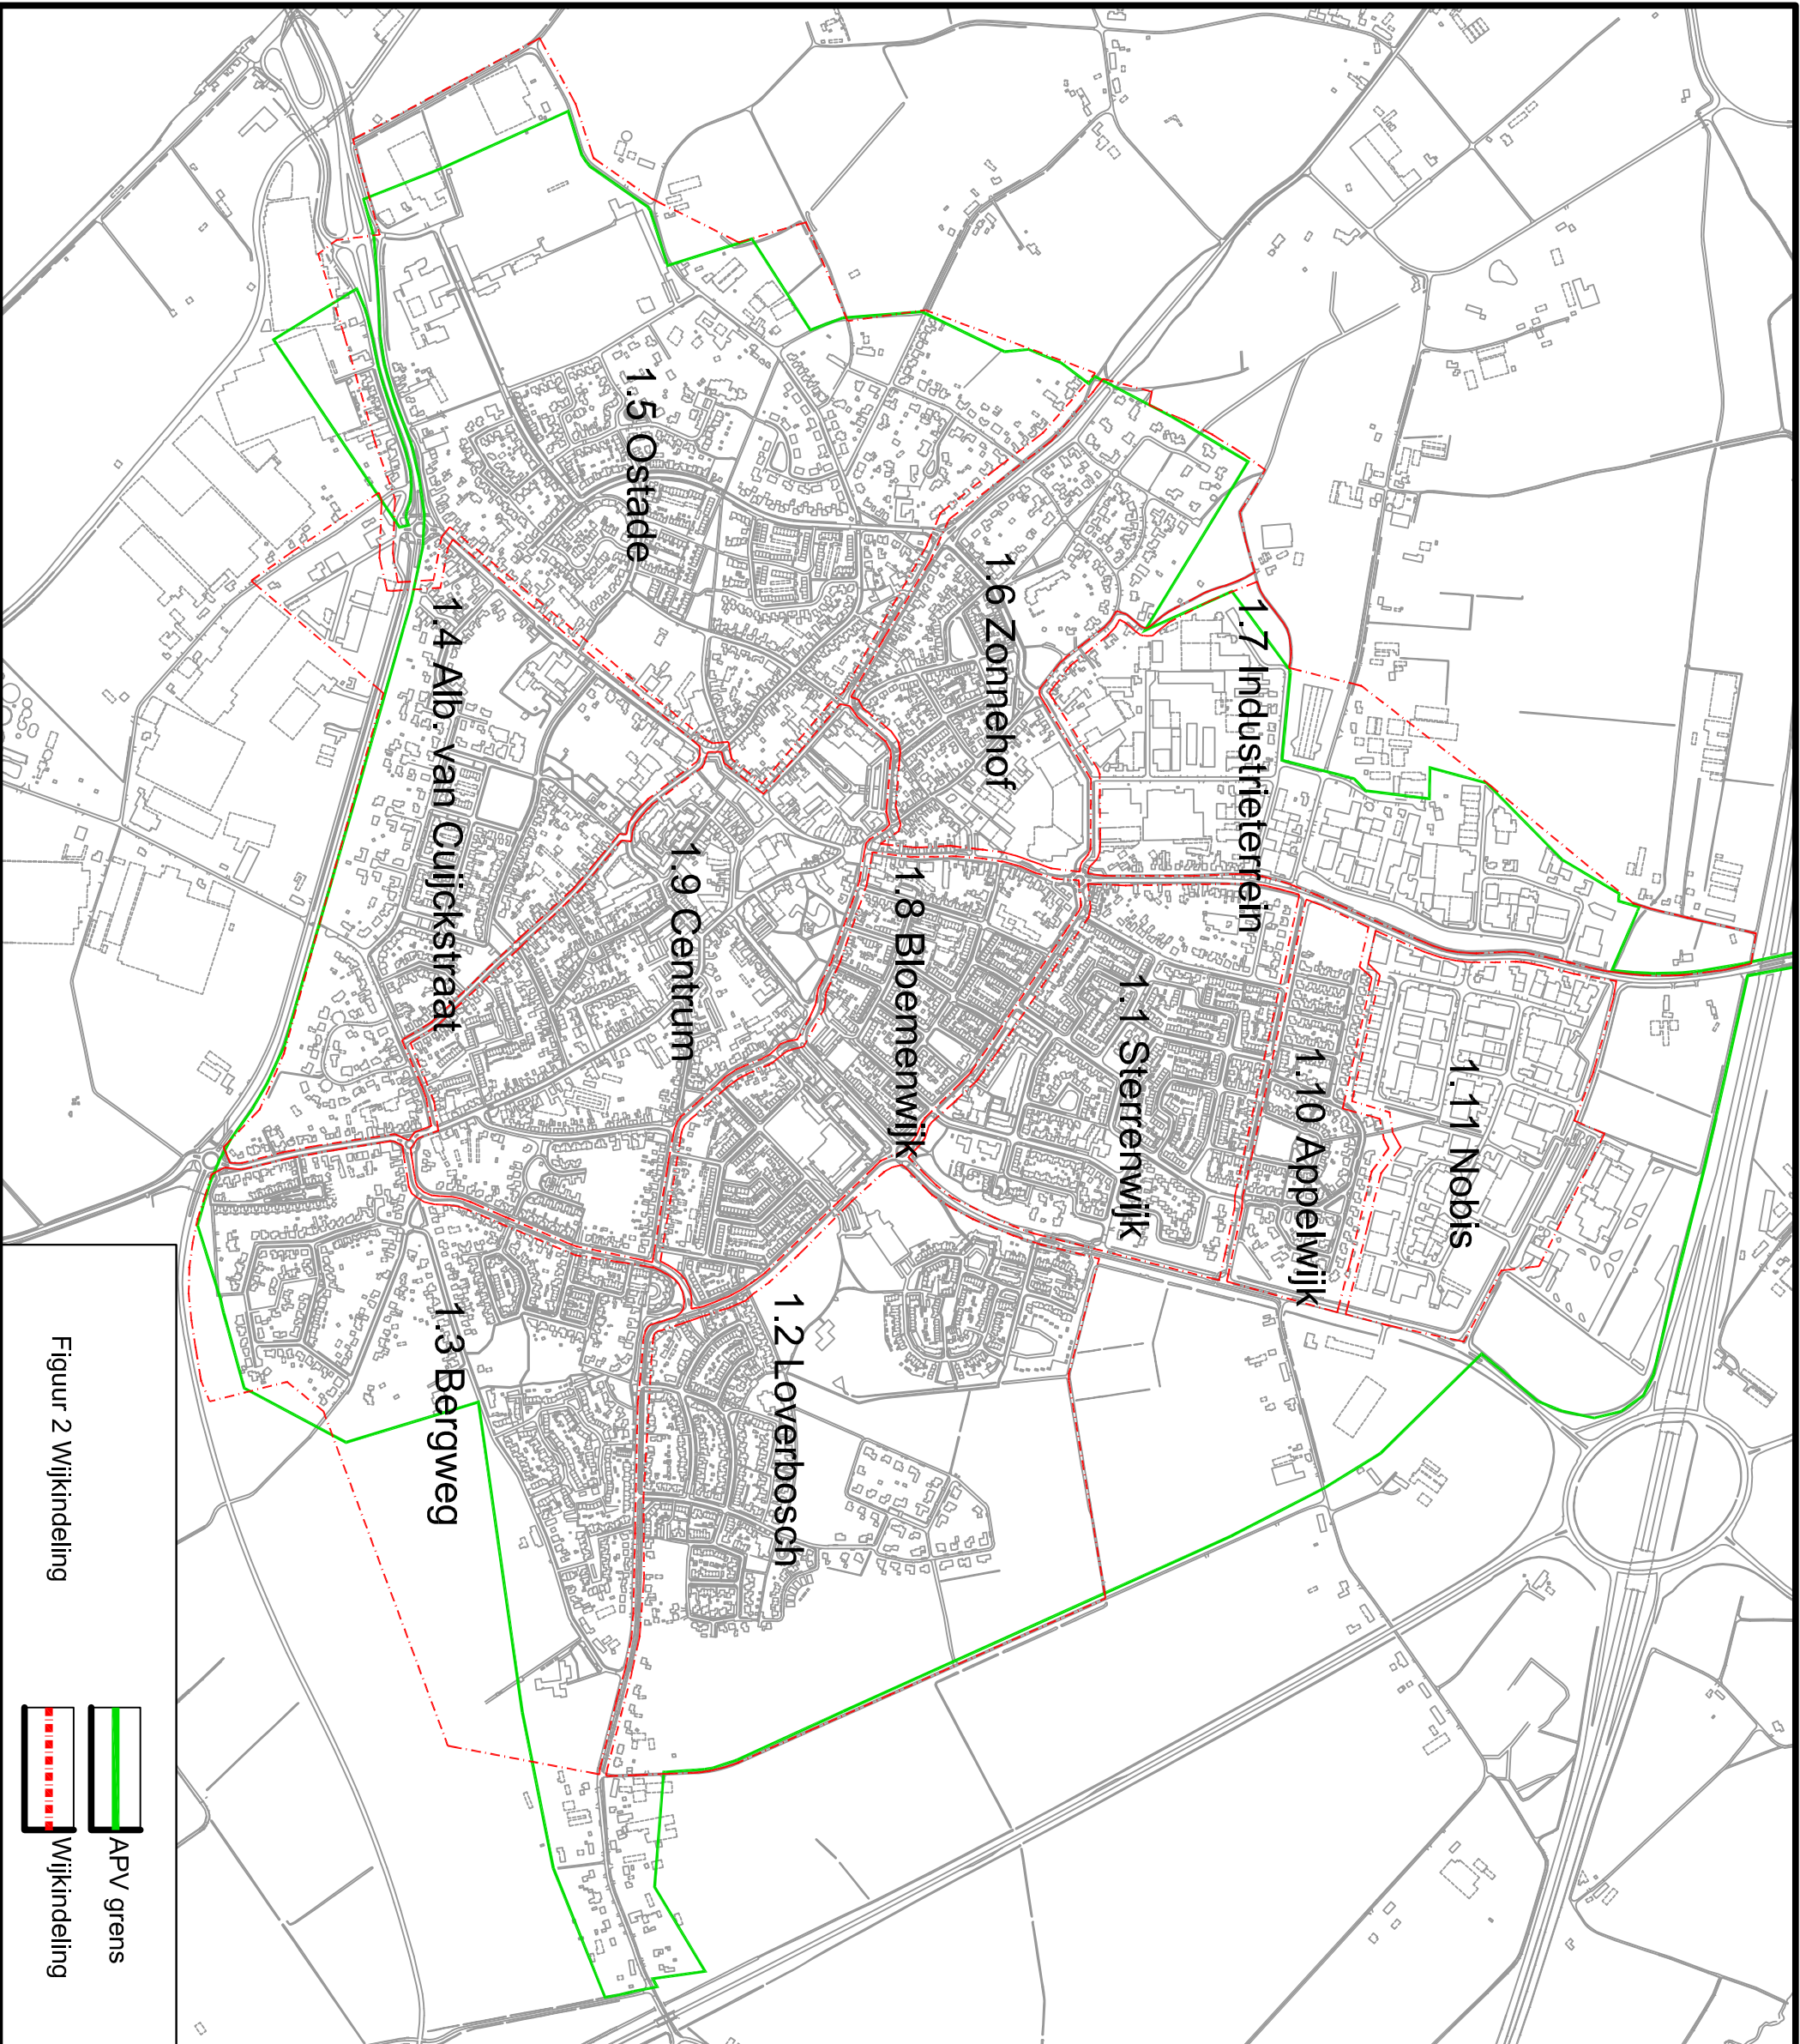 1.11 Nobis
1.10 Appelwijk
1.7 Industrieterrein
1.1 Sterrenwijk
1.6 Zonnehof
1.8 Bloemenwijk
1.2 Loverbosch
1.9 Centrum
1.5 Ostade
1.4 Alb. van Cuijckstraat
1.3 Bergweg
Figuur 2 Wijkindeling
APV grens
Wijkindeling